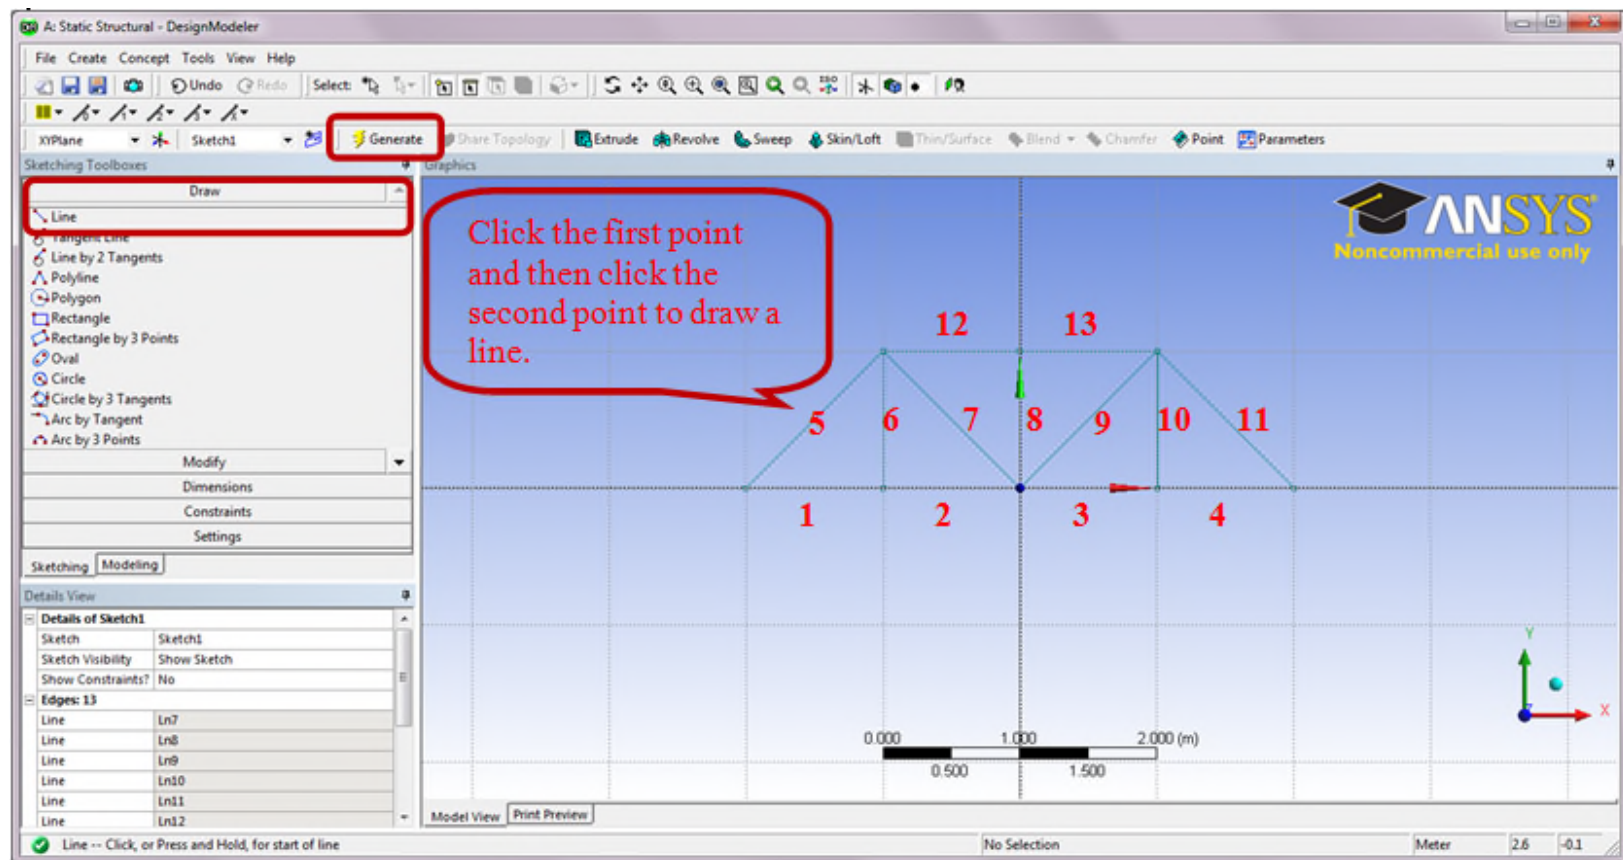 A: Static Structural - DesignModeler
File Create Concept Tools View Help
Undo Redo Select:
XYPlane Sketch1 Generate Share Topology Extrude Revolve Sweep Skin/Loft Thin/Surface Blend Chamfer Point Parameters
Sketching Toolboxes
Draw
Line
Tangent Line
Line by 2 Tangents
Polyline
Polygon
Rectangle
Rectangle by 3 Points
Oval
Circle
Circle by 3 Tangents
Arc by Tangent
Arc by 3 Points
Modify
Dimensions
Constraints
Settings
Sketching Modeling
Details View
Details of Sketch1
Sketch Sketch1
Sketch Visibility Show Sketch
Show Constraints? No
Edges: 13
Line Ln7
Line Ln8
Line Ln9
Line Ln10
Line Ln11
Line Ln12
Graphics
Click the first point
and then click the
second point to draw a
line.
ANSYS
Noncommercial use only
12 13
5 6 7 8 9 10 11
1 2 3 4
Y
X
0.000 1.000 2.000 (m)
0.500 1.500
Model View Print Preview
Line -- Click, or Press and Hold, for start of line No Selection Meter 2.6 -0.1